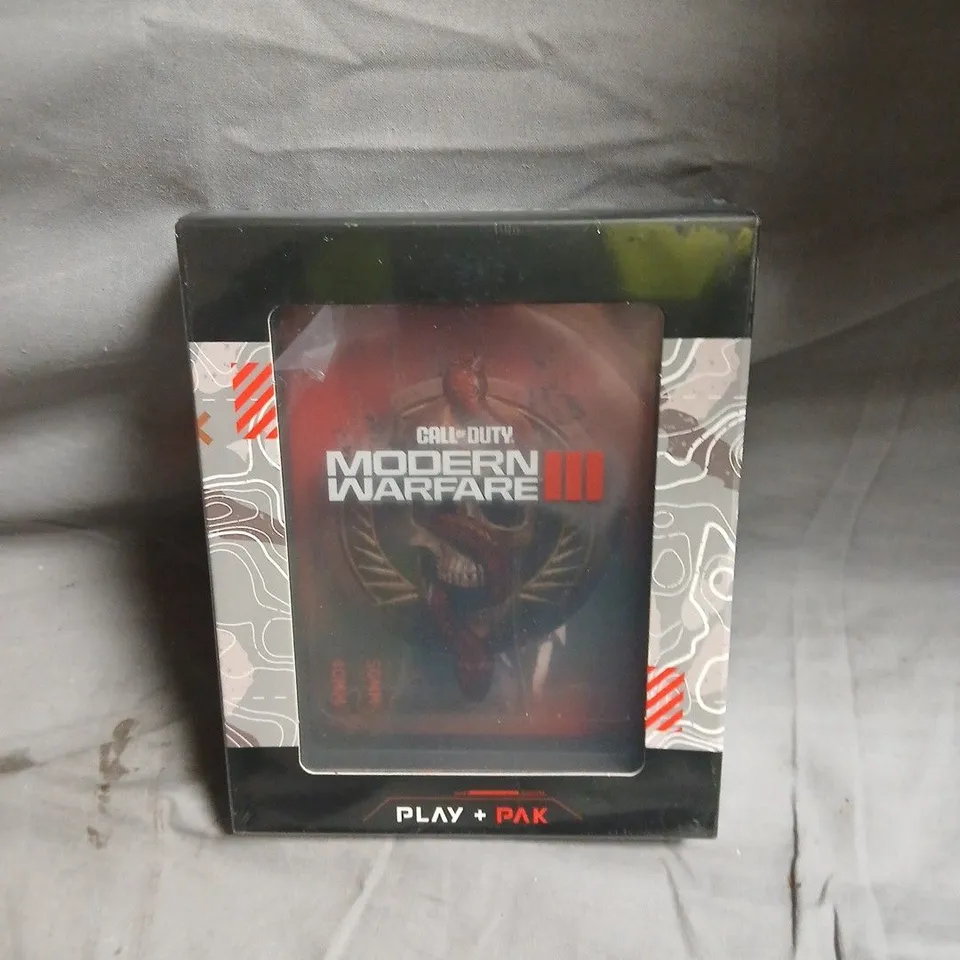 CALL OF DUTY
MODERN
WARFARE III
PLAY + PAK